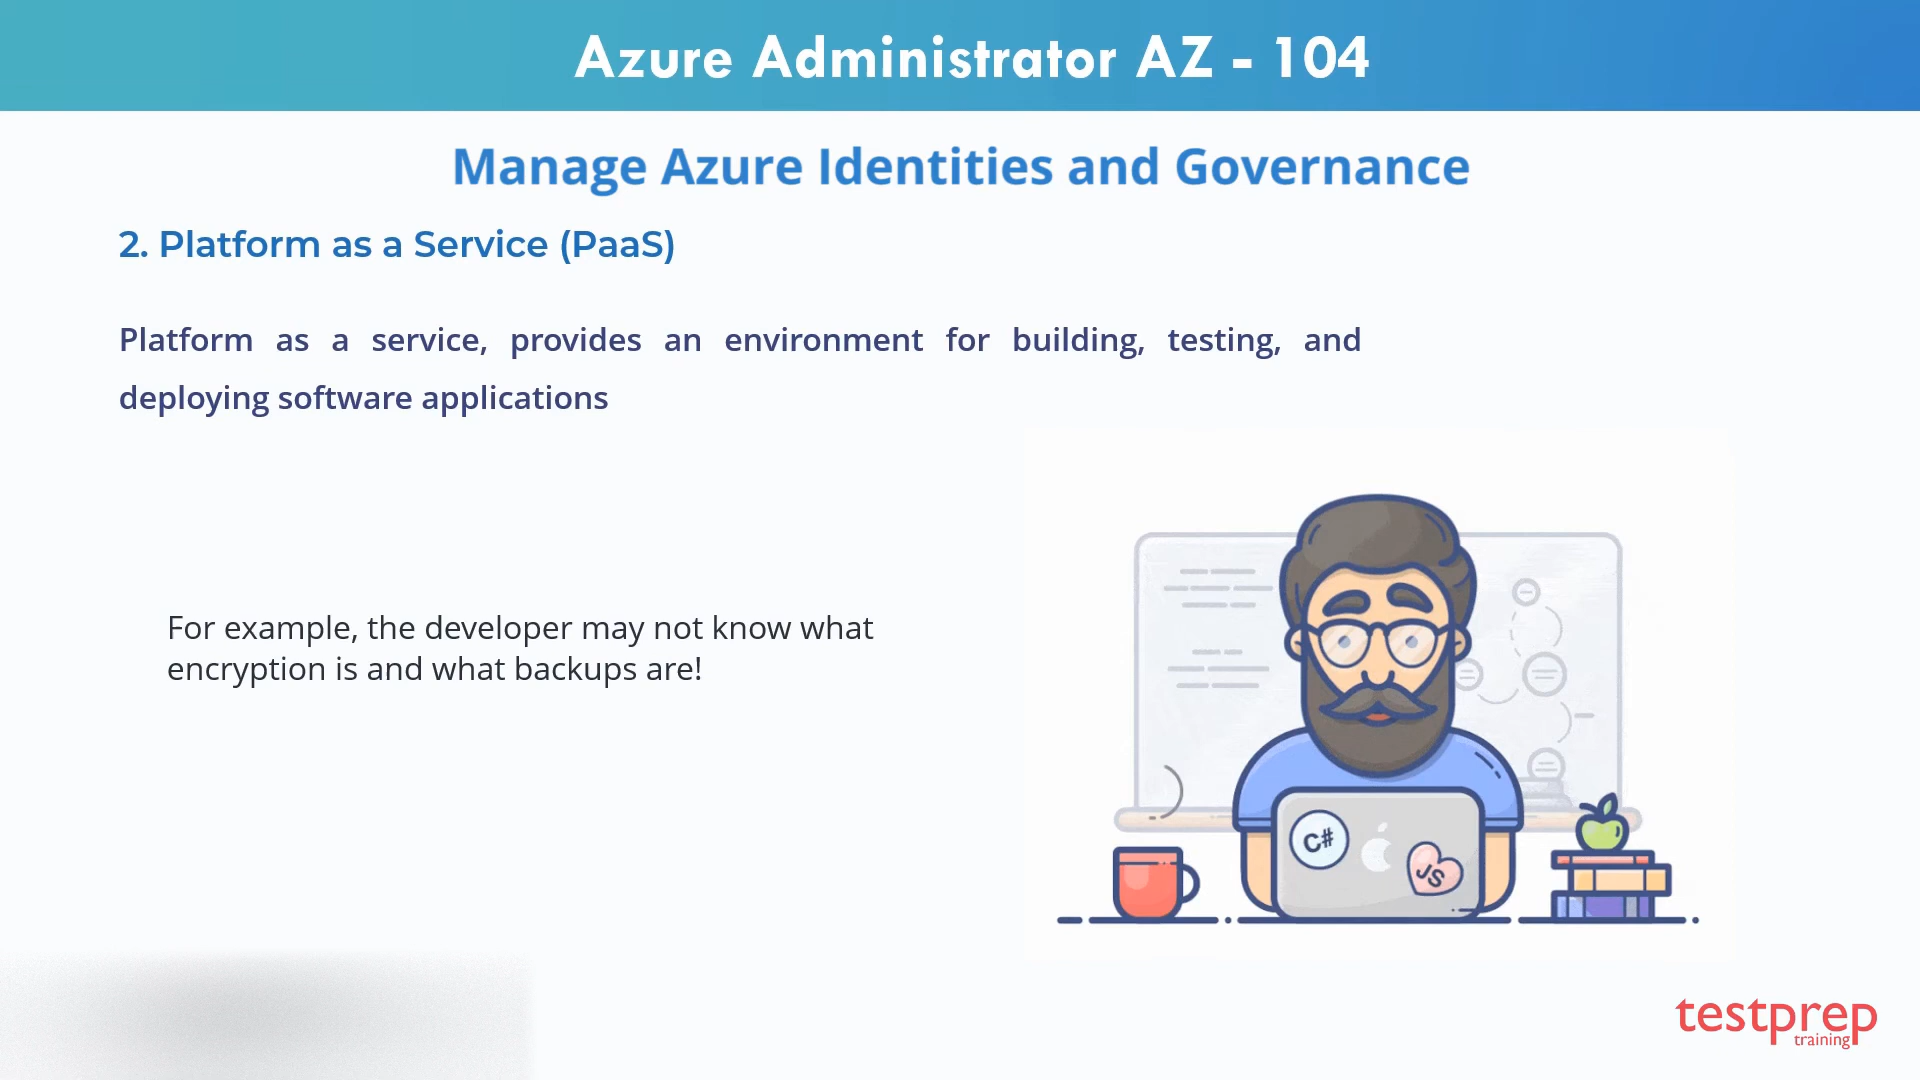 Azure Administrator AZ - 104
Manage Azure Identities and Governance
2. Platform as a Service (PaaS)
Platform as a service, provides an environment for building, testing, and
deploying software applications
For example, the developer may not know what
encryption is and what backups are!
C#
JS
testprep
training